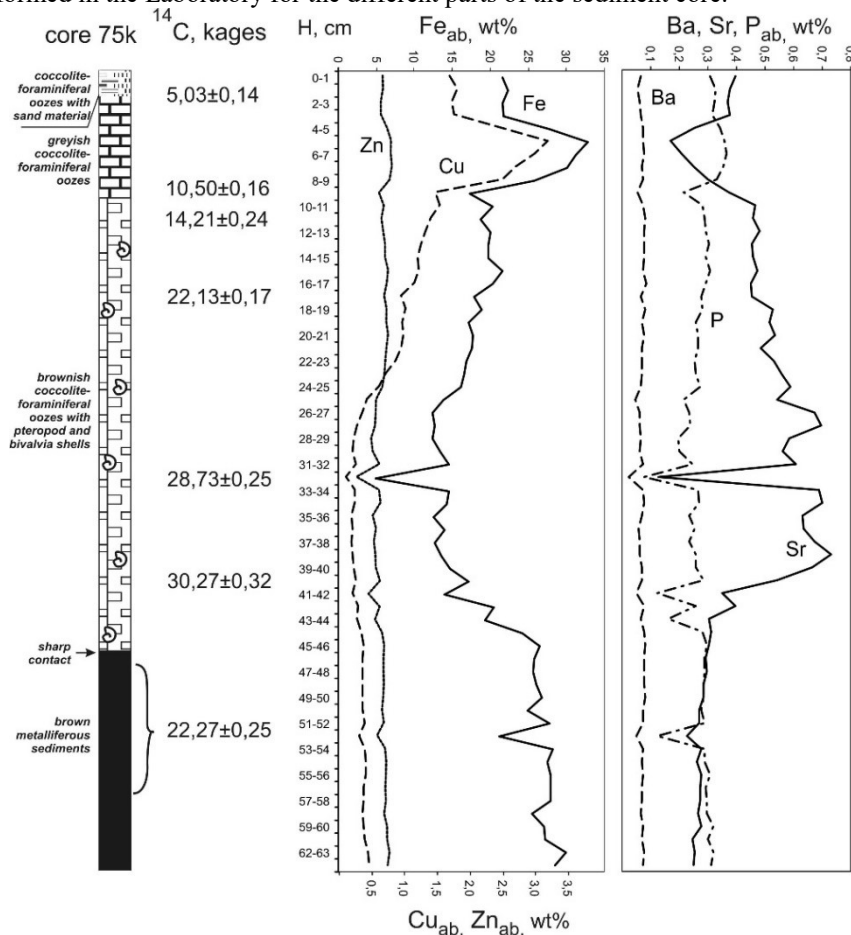 formed in the Laboratory for the different parts of the sediment core.
core 75k
14C, kages
H, cm
Feab, wt%
Ba, Sr, Pab, wt%
0 5 10 15 20 25 30 35
0,1 0,2 0,3 0,4 0,5 0,6 0,7 0,8
coccolite-
foraminiferal
oozes with
sand material
greyish
coccolite-
foraminiferal
oozes
brownish
coccolite-
foraminiferal
oozes with
pteropod and
bivalvia shells
sharp
contact
brown
metalliferous
sediments
5,03±0,14
10,50±0,16
14,21±0,24
22,13±0,17
28,73±0,25
30,27±0,32
22,27±0,25
0-1
2-3
4-5
6-7
8-9
10-11
12-13
14-15
16-17
18-19
20-21
22-23
24-25
26-27
28-29
31-32
33-34
35-36
37-38
39-40
41-42
43-44
45-46
47-48
49-50
51-52
53-54
55-56
57-58
59-60
62-63
Fe
Zn
Cu
Ba
P
Sr
0 0,5 1,0 1,5 2,0 2,5 3,0 3,5
Cuab, Znab, wt%